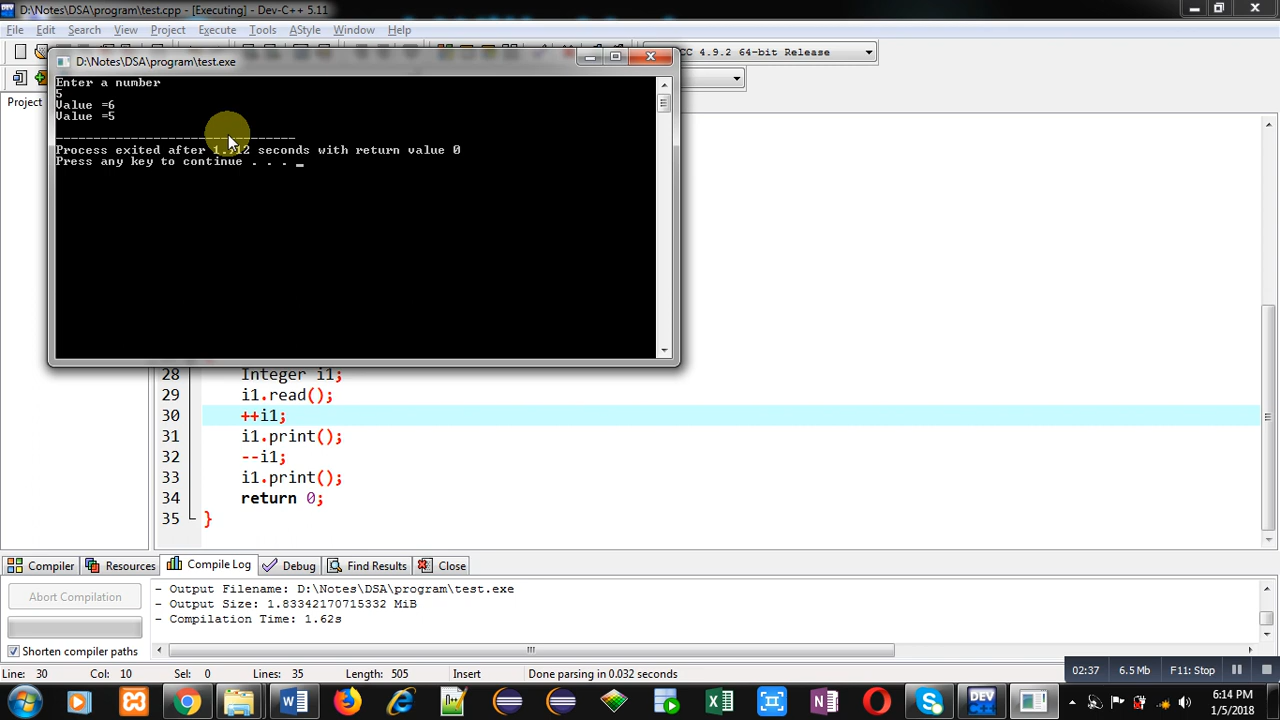 D:\Notes\DSA\program\test.cpp - [Executing] - Dev-C++ 5.11
File Edit Search View Project Execute Tools AStyle Window Help
CC 4.9.2 64-bit Release
D:\Notes\DSA\program\test.exe
Project
Enter a number
5
Value =6
Value =5
--------------------------------
Process exited after seconds with return value 0
Press any key to continue . . . _
28 Integer i1;
29 i1.read();
30 ++i1;
31 i1.print();
32 --i1;
33 i1.print();
34 return 0;
35 }
Compiler Resources Compile Log Debug Find Results Close
Abort Compilation
Shorten compiler paths
- Output Filename: D:\Notes\DSA\program\test.exe
- Output Size: 1.83342170715332 MiB
- Compilation Time: 1.62s
Line: 30 Col: 10 Sel: 0 Lines: 35 Length: 505 Insert Done parsing in 0.032 seconds
02:37 6.5 Mb F11: Stop
DEV C++
6:14 PM
1/5/2018